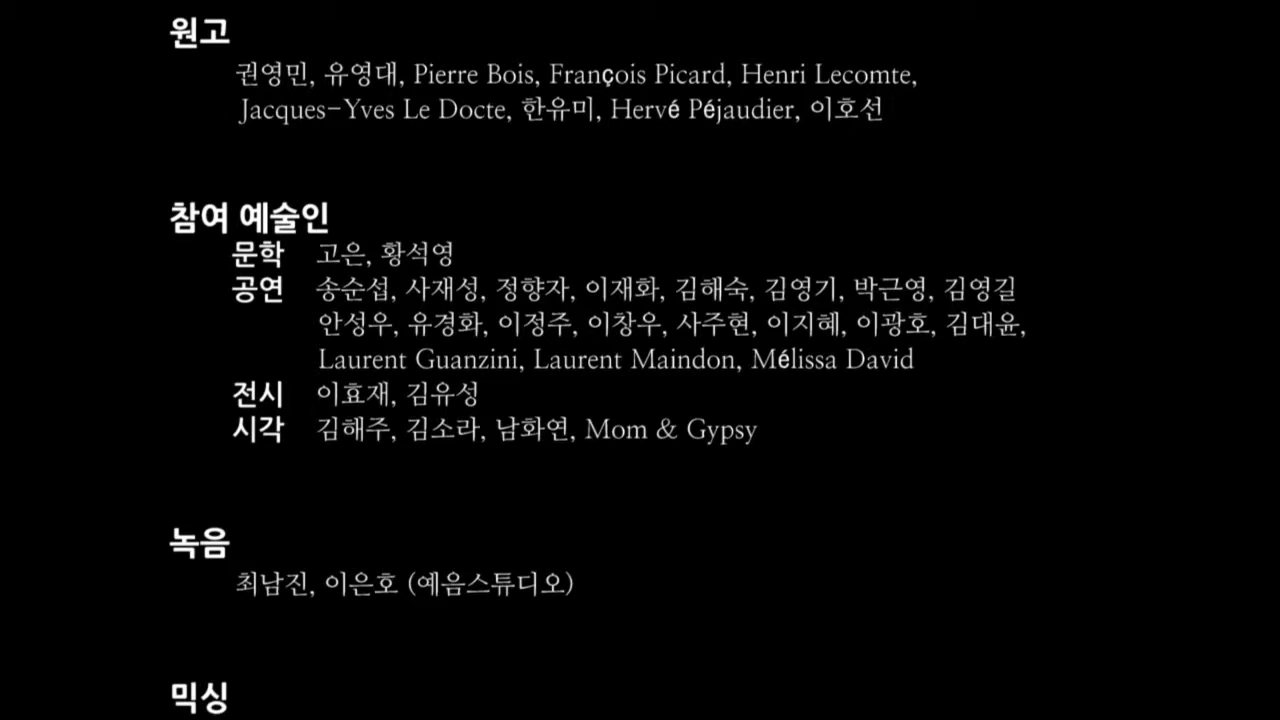 원고
권영민, 유영대, Pierre Bois, François Picard, Henri Lecomte,
Jacques-Yves Le Docte, 한유미, Hervé Péjaudier, 이호선
참여 예술인
문학 고은, 황석영
공연 송순섭, 사재성, 정향자, 이재화, 김해숙, 김영기, 박근영, 김영길
안성우, 유경화, 이정주, 이창우, 사주현, 이지혜, 이광호, 김대윤,
Laurent Guanzini, Laurent Maindon, Mélissa David
전시 이효재, 김유성
시각 김해주, 김소라, 남화연, Mom & Gypsy
녹음
최남진, 이은호 (예음스튜디오)
믹싱